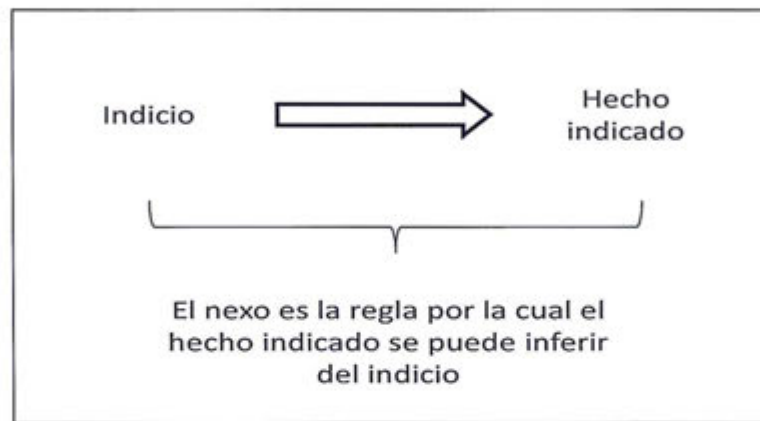 Indicio
Hecho
indicado
El nexo es la regla por la cual el
hecho indicado se puede inferir
del indicio